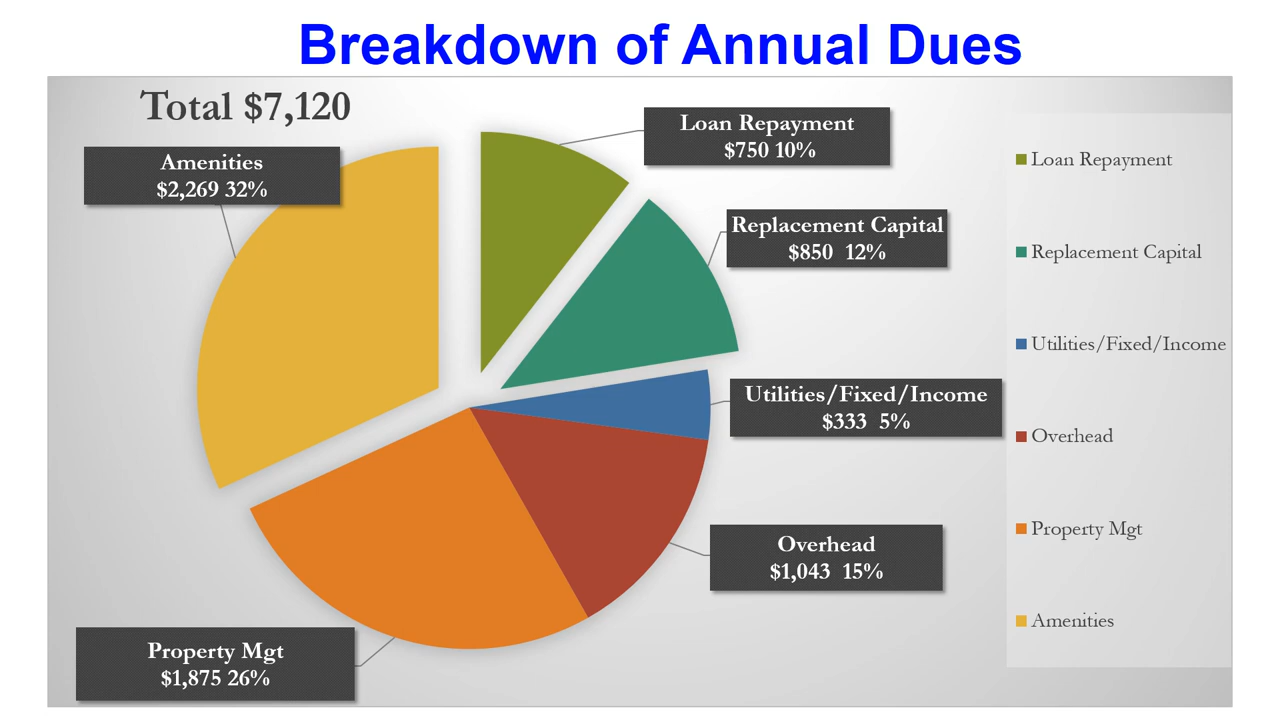 Breakdown of Annual Dues
Total $7,120
Loan Repayment
$750 10%
Amenities
$2,269 32%
Replacement Capital
$850  12%
Utilities/Fixed/Income
$333  5%
Overhead
$1,043  15%
Property Mgt
$1,875 26%
Loan Repayment
Replacement Capital
Utilities/Fixed/Income
Overhead
Property Mgt
Amenities